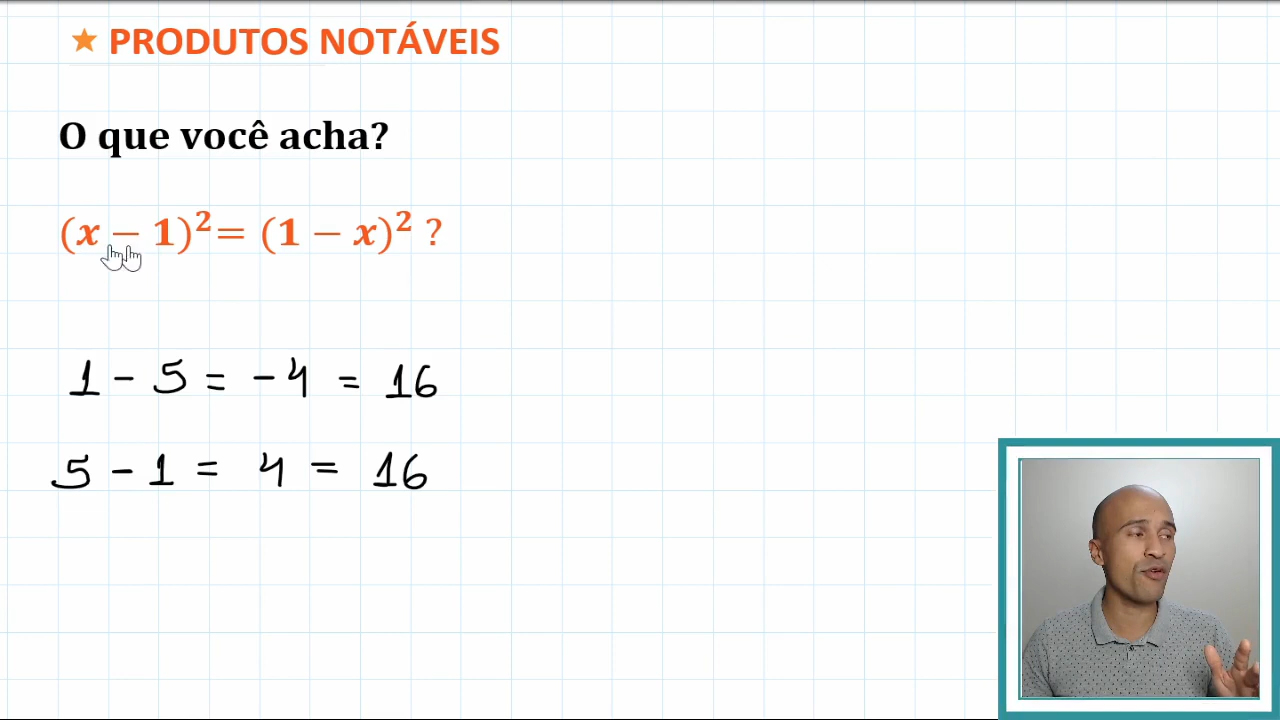 ★ PRODUTOS NOTÁVEIS
O que você acha?
(x − 1)² = (1 − x)² ?
1 − 5 = −4 = 16
5 − 1 = 4 = 16